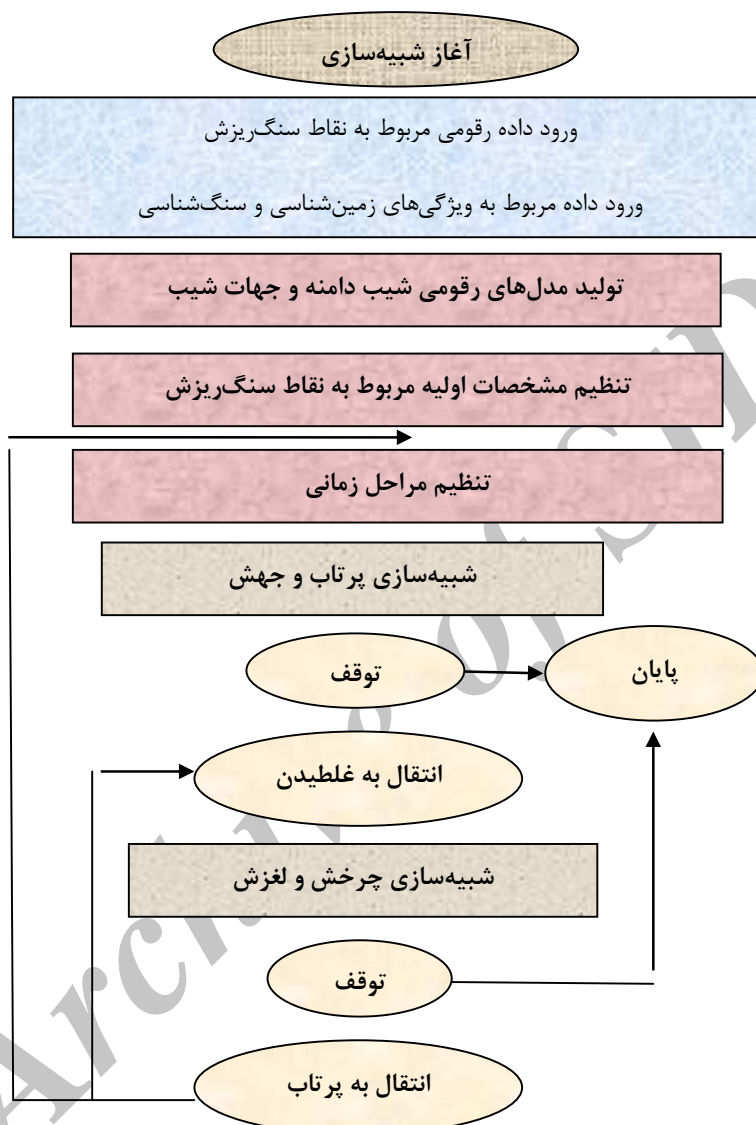 آغاز شبیه‌سازی
ورود داده رقومی مربوط به نقاط سنگ‌ریزش
ورود داده مربوط به ویژگی‌های زمین‌شناسی و سنگ‌شناسی
تولید مدل‌های رقومی شیب دامنه و جهات شیب
تنظیم مشخصات اولیه مربوط به نقاط سنگ‌ریزش
تنظیم مراحل زمانی
شبیه‌سازی پرتاب و جهش
توقف
پایان
انتقال به غلطیدن
شبیه‌سازی چرخش و لغزش
توقف
انتقال به پرتاب
Archive of